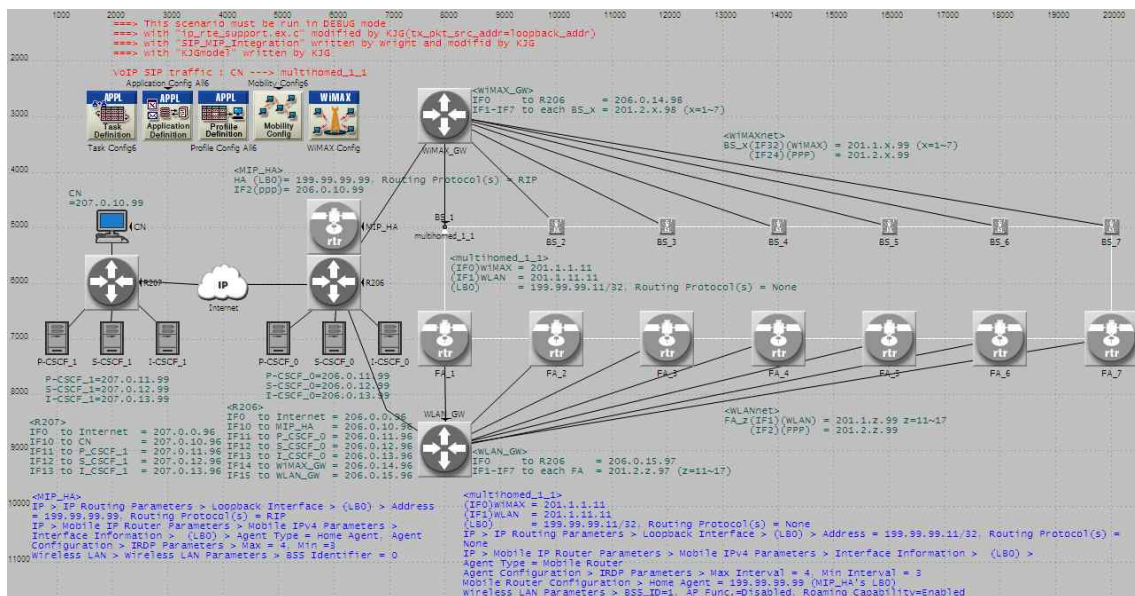 1000 2000 3000 4000 5000 6000 7000 8000 9000 10000 11000 12000 13000 14000 15000 16000 17000 18000 19000 20000
===> This scenario must be run in DEBUG mode
===> with "ip_rte_support.ex.c" modified by KJG(tx_pkt_src_addr=loopback_addr)
===> with "SIP_MIP_Integration" written by Wright and modifid by KJG
===> with "KJGmodel" written by KJG
VoIP SIP traffic : CN ---> multihomed_1_1
2000
3000
4000
5000
6000
7000
8000
9000
10000
11000
Application Config All6 Mobility Config6
APPL APPL APPL WiMAX
Task Definition
Application Definition
Profile Definition
Mobility Config
WiMAX Config
Task Config6 Profile Config All6 WiMAX Config
<WiMAX_GW>
IF0 to R206 = 206.0.14.98
IF1-IF7 to each BS_x = 201.2.x.98 (x=1~7)
WiMAX_GW
<WiMAXnet>
BS_x(IF32)(WiMAX) = 201.1.x.99 (x=1~7)
(IF24)(PPP) = 201.2.x.99
<MIP_HA>
HA (LB0)= 199.99.99.99, Routing Protocol(s) = RIP
IF2(ppp)= 206.0.10.99
CN
=207.0.10.99
CN
rtr
MIP_HA
BS_1
multihomed_1_1
BS_2
BS_3
BS_4
BS_5
BS_6
BS_7
<multihomed_1_1>
(IF0)WiMAX = 201.1.1.11
(IF1)WLAN = 201.1.11.11
(LB0) = 199.99.99.11/32, Routing Protocol(s) = None
R207
IP
Internet
R206
rtr
rtr
rtr
rtr
rtr
rtr
rtr
FA_1
FA_2
FA_3
FA_4
FA_5
FA_6
FA_7
P-CSCF_1
S-CSCF_1
I-CSCF_1
P-CSCF_0
S-CSCF_0
I-CSCF_0
P-CSCF_1=207.0.11.99
S-CSCF_1=207.0.12.99
I-CSCF_1=207.0.13.99
P-CSCF_0=206.0.11.99
S-CSCF_0=206.0.12.99
I-CSCF_0=206.0.13.99
WLAN_GW
<R207>
IF0 to Internet = 207.0.0.96
IF10 to CN = 207.0.10.96
IF11 to P_CSCF_1 = 207.0.11.96
IF12 to S_CSCF_1 = 207.0.12.96
IF13 to I_CSCF_1 = 207.0.13.96
<R206>
IF0 to Internet = 206.0.0.96
IF10 to MIP_HA = 206.0.10.96
IF11 to P_CSCF_0 = 206.0.11.96
IF12 to S_CSCF_0 = 206.0.12.96
IF13 to I_CSCF_0 = 206.0.13.96
IF14 to WiMAX_GW = 206.0.14.96
IF15 to WLAN_GW = 206.0.15.96
<WLANnet>
FA_z(IF1)(WLAN) = 201.1.z.99 z=11~17)
(IF2)(PPP) = 201.2.z.99
<WLAN_GW>
IF0 to R206 = 206.0.15.97
IF1-IF7 to each FA = 201.2.z.97 (z=11~17)
<MIP_HA>
IP > IP Routing Parameters > Loopback Interface > (LB0) > Address
= 199.99.99.99, Routing Protocol(s) = RIP
IP > Mobile IP Router Parameters > Mobile IPv4 Parameters >
Interface Information > (LB0) > Agent Type = Home Agent, Agent
Configuration > IRDP Parameters > Max = 4, Min =3
Wireless LAN > Wireless LAN Parameters > BSS Identifier = 0
<multihomed_1_1>
(IF0)WiMAX = 201.1.1.11
(IF1)WLAN = 201.1.11.11
(LB0) = 199.99.99.11/32, Routing Protocol(s) = None
IP > IP Routing Parameters > Loopback Interface > (LB0) > Address = 199.99.99.11/32, Routing Protocol(s) =
None
IP > Mobile IP Router Parameters > Mobile IPv4 Parameters > Interface Information > (LB0) >
Agent Type = Mobile Router
Agent Configuration > IRDP Parameters > Max Interval = 4, Min Interval = 3
Mobile Router Configuration > Home Agent = 199.99.99.99 (MIP_HA's LB0)
Wireless LAN Parameters > BSS_ID=1, AP Func.=Disabled, Roaming Capability=Enabled